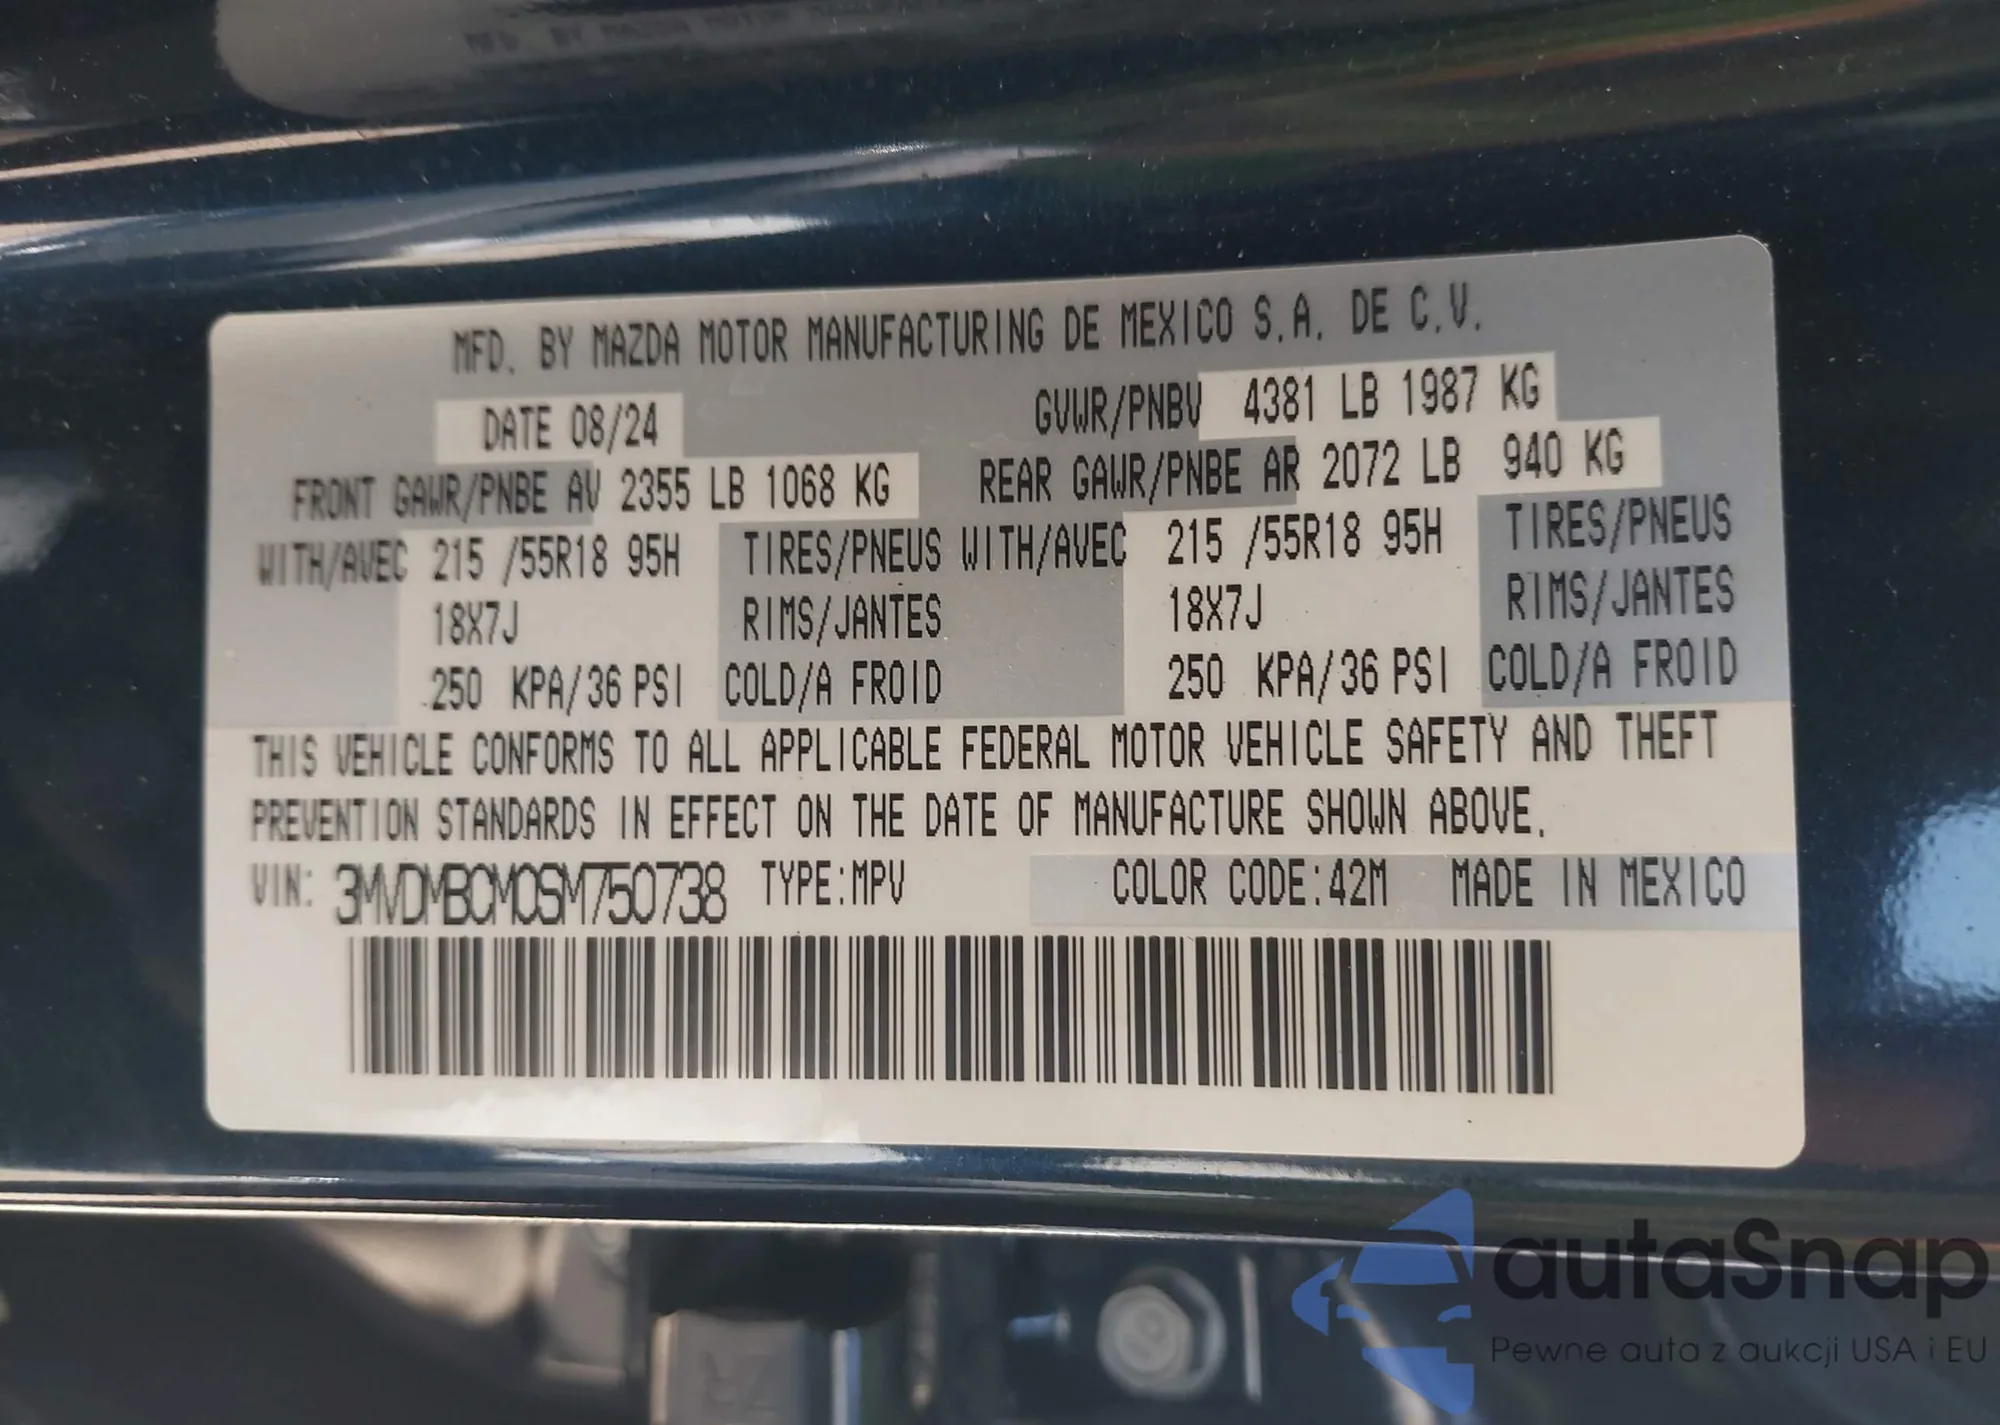 MFD. BY MAZDA MOTOR MANUFACTURING DE MEXICO S.A. DE C.V.
DATE 08/24 GVWR/PNBV 4381 LB 1987 KG
FRONT GAWR/PNBE AV 2355 LB 1068 KG REAR GAWR/PNBE AR 2072 LB 940 KG
WITH/AVEC 215 /55R18 95H TIRES/PNEUS WITH/AVEC 215 /55R18 95H TIRES/PNEUS
18X7J RIMS/JANTES 18X7J RIMS/JANTES
250 KPA/36 PSI COLD/A FROID 250 KPA/36 PSI COLD/A FROID
THIS VEHICLE CONFORMS TO ALL APPLICABLE FEDERAL MOTOR VEHICLE SAFETY AND THEFT
PREVENTION STANDARDS IN EFFECT ON THE DATE OF MANUFACTURE SHOWN ABOVE.
VIN: 3MVDMBCM0SM750738 TYPE:MPV COLOR CODE:42M MADE IN MEXICO
autaSnap
Pewne auta z aukcji USA i EU